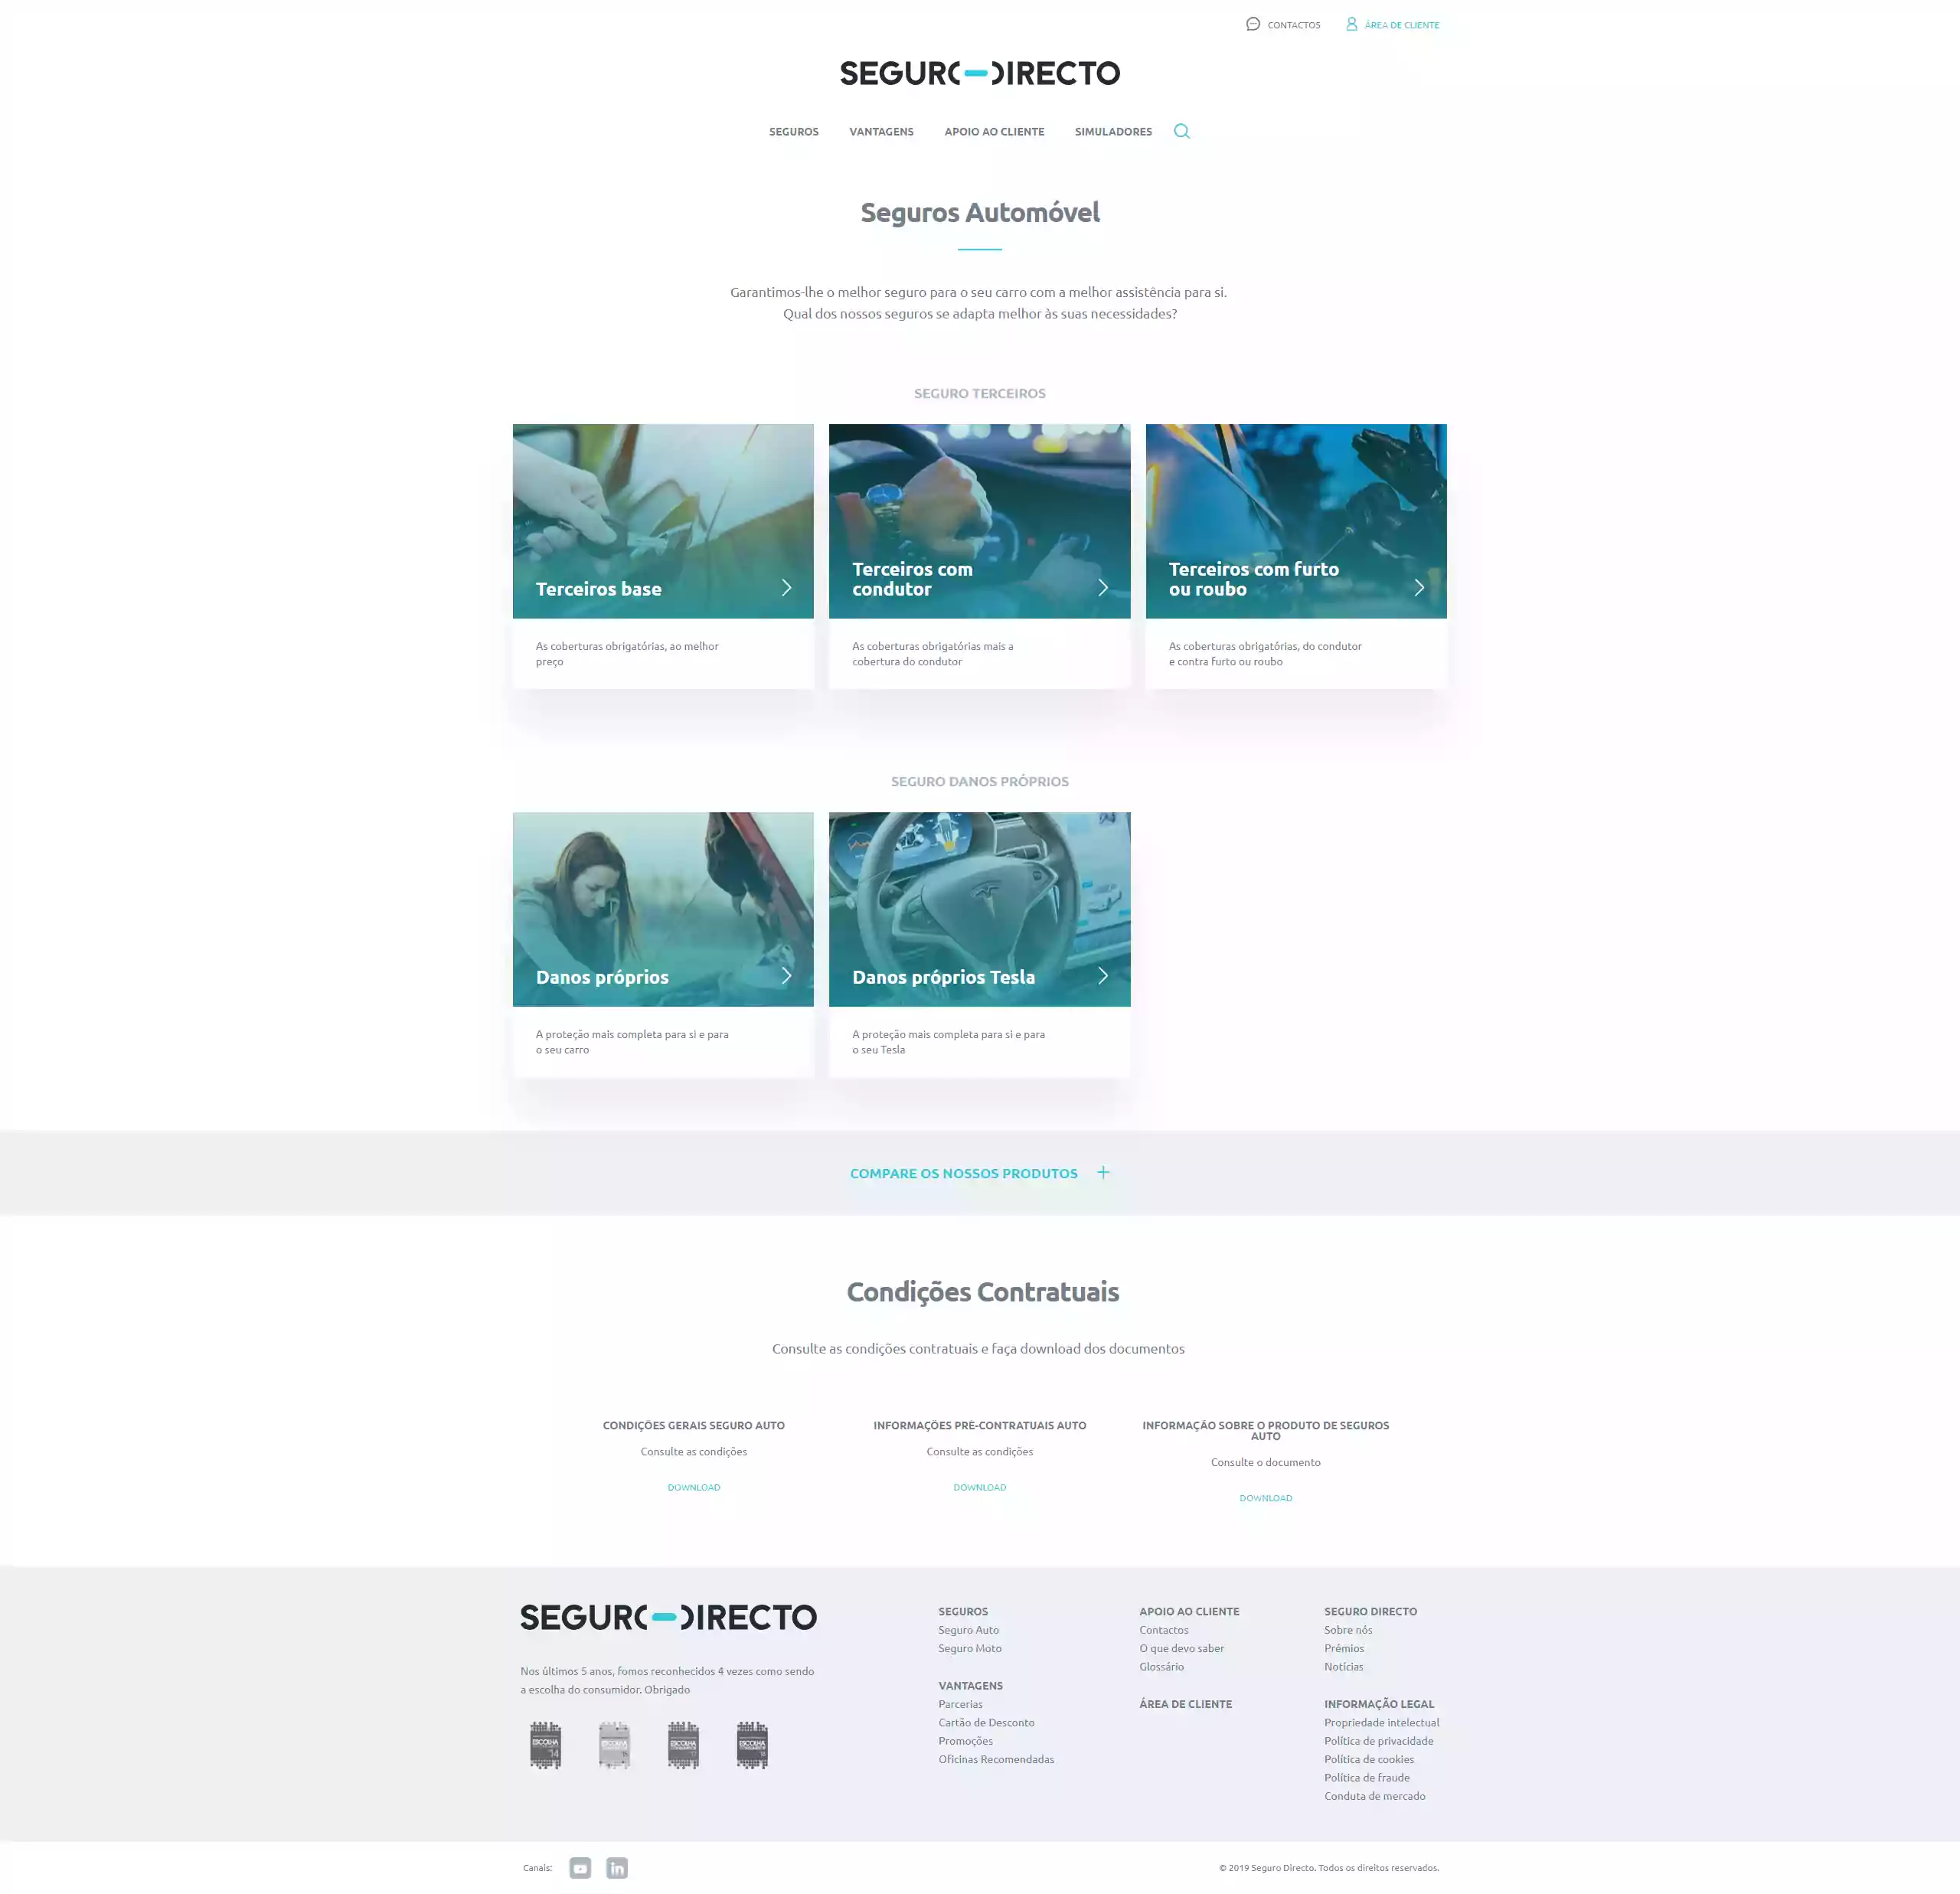 CONTACTOS
ÁREA DE CLIENTE
SEGURO DIRECTO
SEGUROS
VANTAGENS
APOIO AO CLIENTE
SIMULADORES
Seguros Automóvel
Garantimos-lhe o melhor seguro para o seu carro com a melhor assistência para si.
Qual dos nossos seguros se adapta melhor às suas necessidades?
SEGURO TERCEIROS
Terceiros base
As coberturas obrigatórias, ao melhor
preço
Terceiros com
condutor
As coberturas obrigatórias mais a
cobertura do condutor
Terceiros com furto
ou roubo
As coberturas obrigatórias, do condutor
e contra furto ou roubo
SEGURO DANOS PRÓPRIOS
Danos próprios
A proteção mais completa para si e para
o seu carro
Danos próprios Tesla
A proteção mais completa para si e para
o seu Tesla
COMPARE OS NOSSOS PRODUTOS
Condições Contratuais
Consulte as condições contratuais e faça download dos documentos
CONDIÇÕES GERAIS SEGURO AUTO
Consulte as condições
DOWNLOAD
INFORMAÇÕES PRÉ-CONTRATUAIS AUTO
Consulte as condições
DOWNLOAD
INFORMAÇÃO SOBRE O PRODUTO DE SEGUROS
AUTO
Consulte o documento
DOWNLOAD
SEGURO DIRECTO
Nos últimos 5 anos, fomos reconhecidos 4 vezes como sendo
a escolha do consumidor. Obrigado
ESCOLHA
14
ESCOLHA
ESCOLHA
ESCOLHA
SEGUROS
Seguro Auto
Seguro Moto
VANTAGENS
Parcerias
Cartão de Desconto
Promoções
Oficinas Recomendadas
APOIO AO CLIENTE
Contactos
O que devo saber
Glossário
ÁREA DE CLIENTE
SEGURO DIRECTO
Sobre nós
Prémios
Notícias
INFORMAÇÃO LEGAL
Propriedade intelectual
Política de privacidade
Política de cookies
Política de fraude
Conduta de mercado
Canais:
© 2019 Seguro Directo. Todos os direitos reservados.